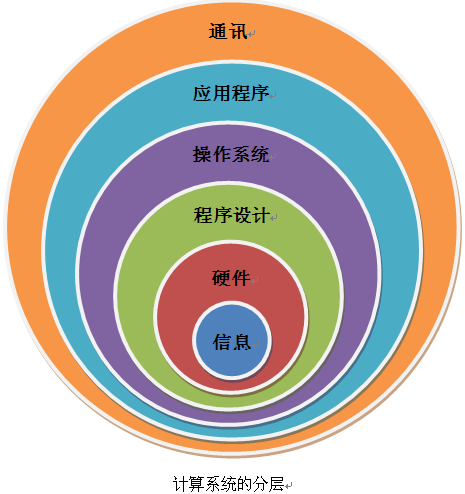 通讯
应用程序
操作系统
程序设计
硬件
信息
计算系统的分层